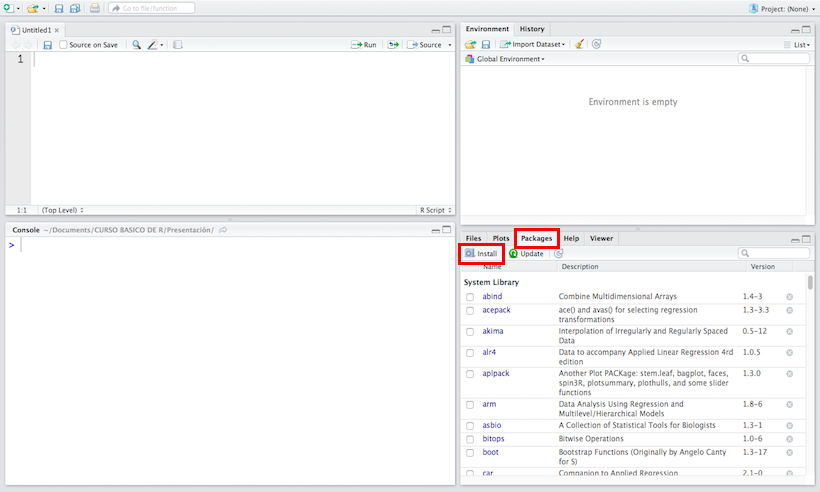 Go to file/function
Project: (None)
Untitled1
Source on Save
Run
Source
1
1:1
(Top Level)
R Script
Console ~/Documents/CURSO BASICO DE R/Presentación/
>
Environment History
Import Dataset
List
Global Environment
Environment is empty
Files Plots Packages Help Viewer
Install Update
Name Description Version
System Library
abind Combine Multidimensional Arrays 1.4-3
acepack ace() and avas() for selecting regression 1.3-3.3
transformations
akima Interpolation of Irregularly and Regularly Spaced 0.5-12
Data
alr4 Data to accompany Applied Linear Regression 4rd 1.0.5
edition
aplpack Another Plot PACKage: stem.leaf, bagplot, faces, 1.3.0
spin3R, plotsummary, plothulls, and some slider
functions
arm Data Analysis Using Regression and 1.8-6
Multilevel/Hierarchical Models
asbio A Collection of Statistical Tools for Biologists 1.3-1
bitops Bitwise Operations 1.0-6
boot Bootstrap Functions (Originally by Angelo Canty 1.3-17
for S)
car Companion to Applied Regression 2.1-0